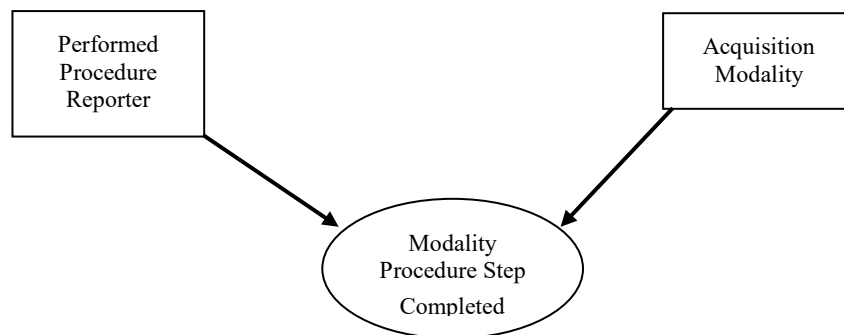 Performed
Procedure
Reporter
Acquisition
Modality
Modality
Procedure Step
Completed